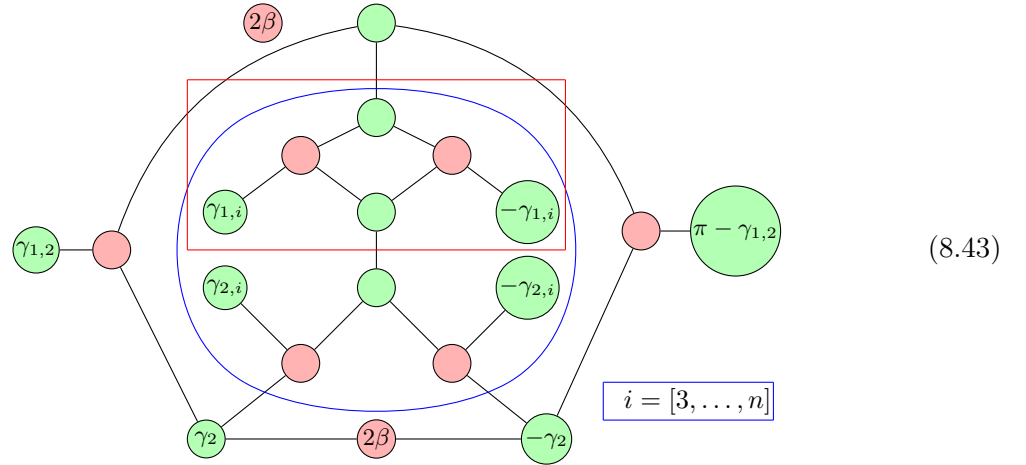 2β
γ₁,₂
π − γ₁,₂
(8.43)
γ₁,ᵢ
−γ₁,ᵢ
γ₂,ᵢ
−γ₂,ᵢ
i = [3, . . . , n]
γ₂
2β
−γ₂